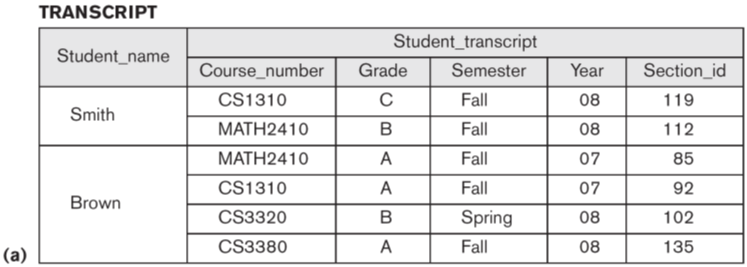 TRANSCRIPT
Student_name Student_transcript
Course_number Grade Semester Year Section_id
Smith CS1310 C Fall 08 119
MATH2410 B Fall 08 112
Brown MATH2410 A Fall 07 85
CS1310 A Fall 07 92
CS3320 B Spring 08 102
CS3380 A Fall 08 135
(a)